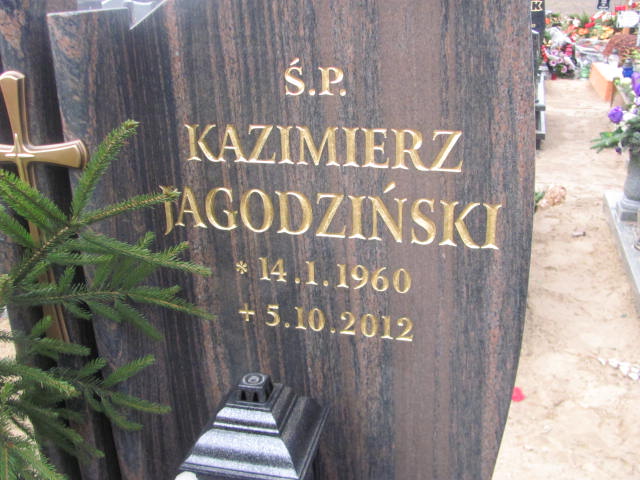 Ś.P.
KAZIMIERZ
JAGODZIŃSKI
* 14.1.1960
+ 5.10.2012